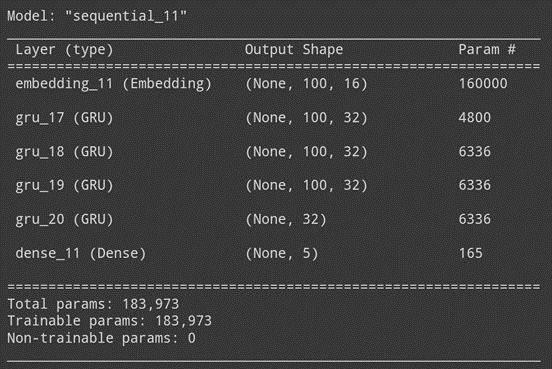 Model: "sequential_11"
Layer (type) Output Shape Param #
embedding_11 (Embedding) (None, 100, 16) 160000
gru_17 (GRU) (None, 100, 32) 4800
gru_18 (GRU) (None, 100, 32) 6336
gru_19 (GRU) (None, 100, 32) 6336
gru_20 (GRU) (None, 32) 6336
dense_11 (Dense) (None, 5) 165
Total params: 183,973
Trainable params: 183,973
Non-trainable params: 0